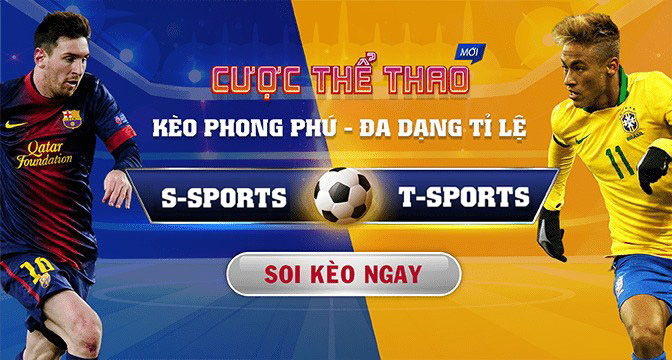 MỚI
CƯỢC THỂ THAO
KÈO PHONG PHÚ - ĐA DẠNG TỈ LỆ
S-SPORTS
T-SPORTS
SOI KÈO NGAY
Qatar
Foundation
10
11